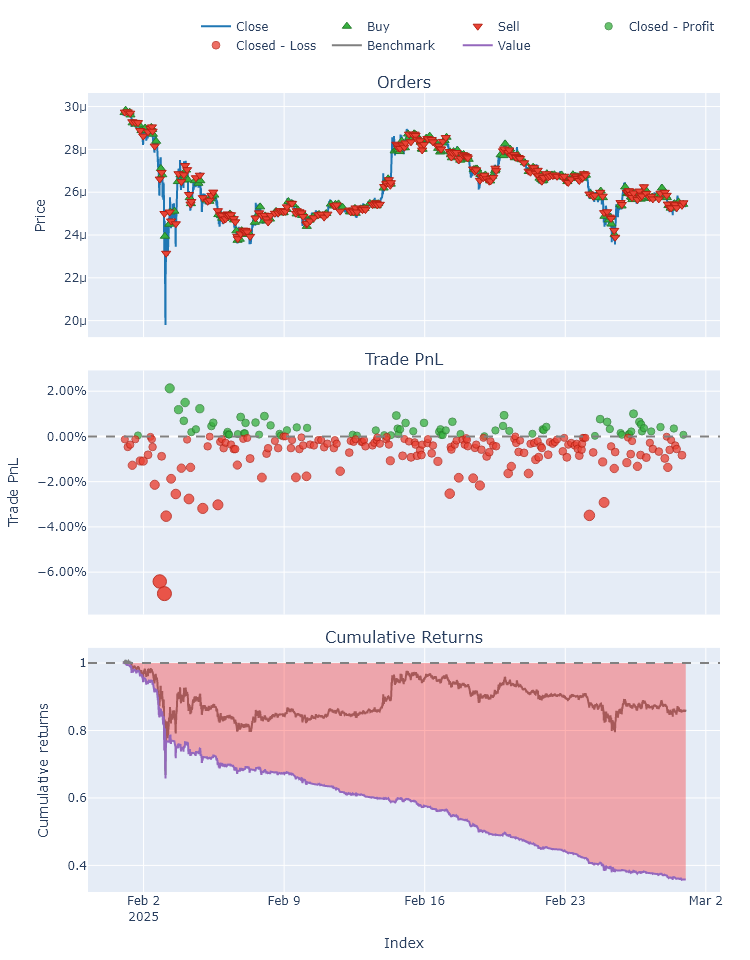 Close Buy Sell Closed - Profit
Closed - Loss Benchmark Value
Orders
30μ
28μ
26μ
24μ
22μ
20μ
Price
Trade PnL
2.00%
0.00%
−2.00%
−4.00%
−6.00%
Trade PnL
Cumulative Returns
1
0.8
0.6
0.4
Cumulative returns
Feb 2 Feb 9 Feb 16 Feb 23 Mar 2
2025
Index